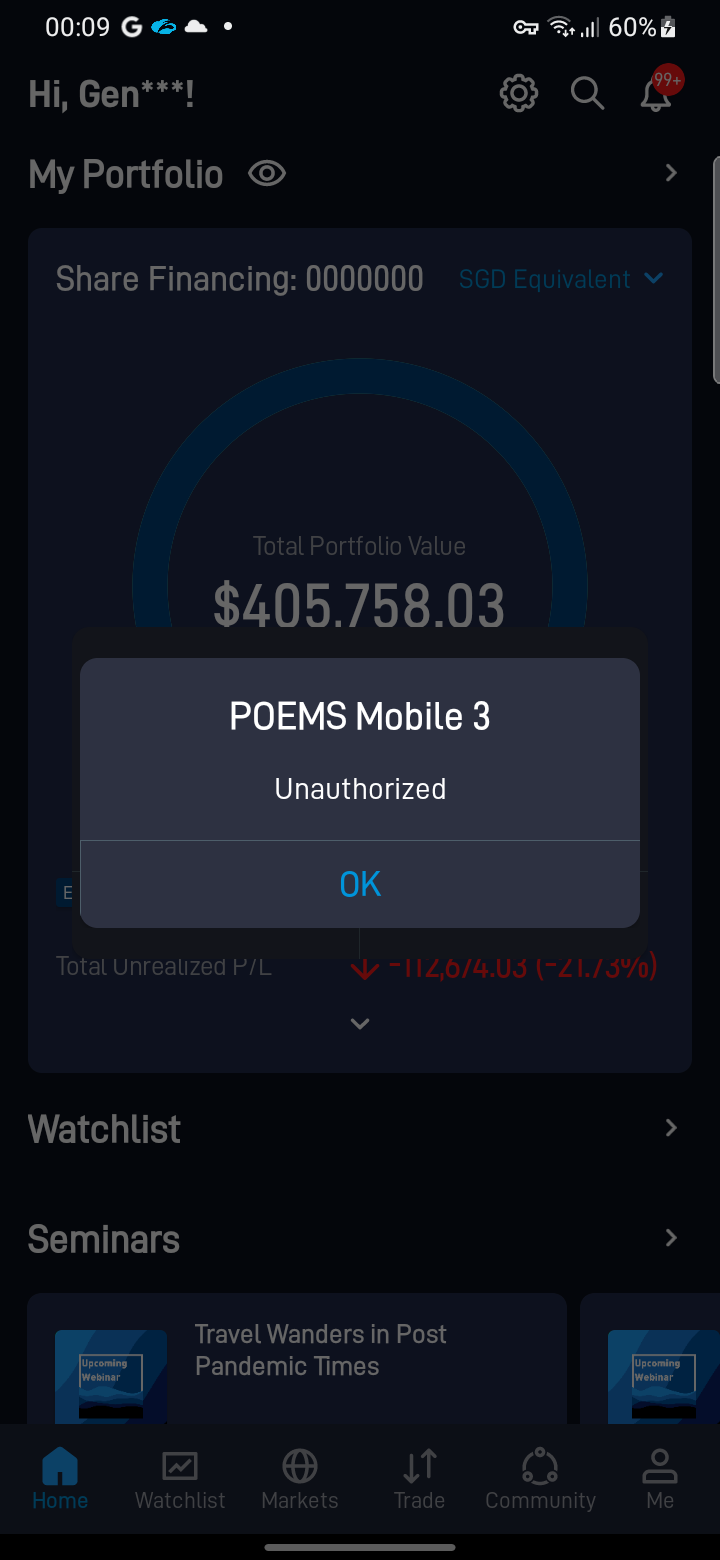 00:09
60%
Hi, Gen***!
99+
My Portfolio
Share Financing: 0000000
SGD Equivalent
Total Portfolio Value
$405,758.03
POEMS Mobile 3
Unauthorized
OK
E
Total Unrealized P/L
-112,674.03 (-21.73%)
Watchlist
Seminars
Upcoming
Webinar
Travel Wanders in Post
Pandemic Times
Upcoming
Webinar
Home
Watchlist
Markets
Trade
Community
Me